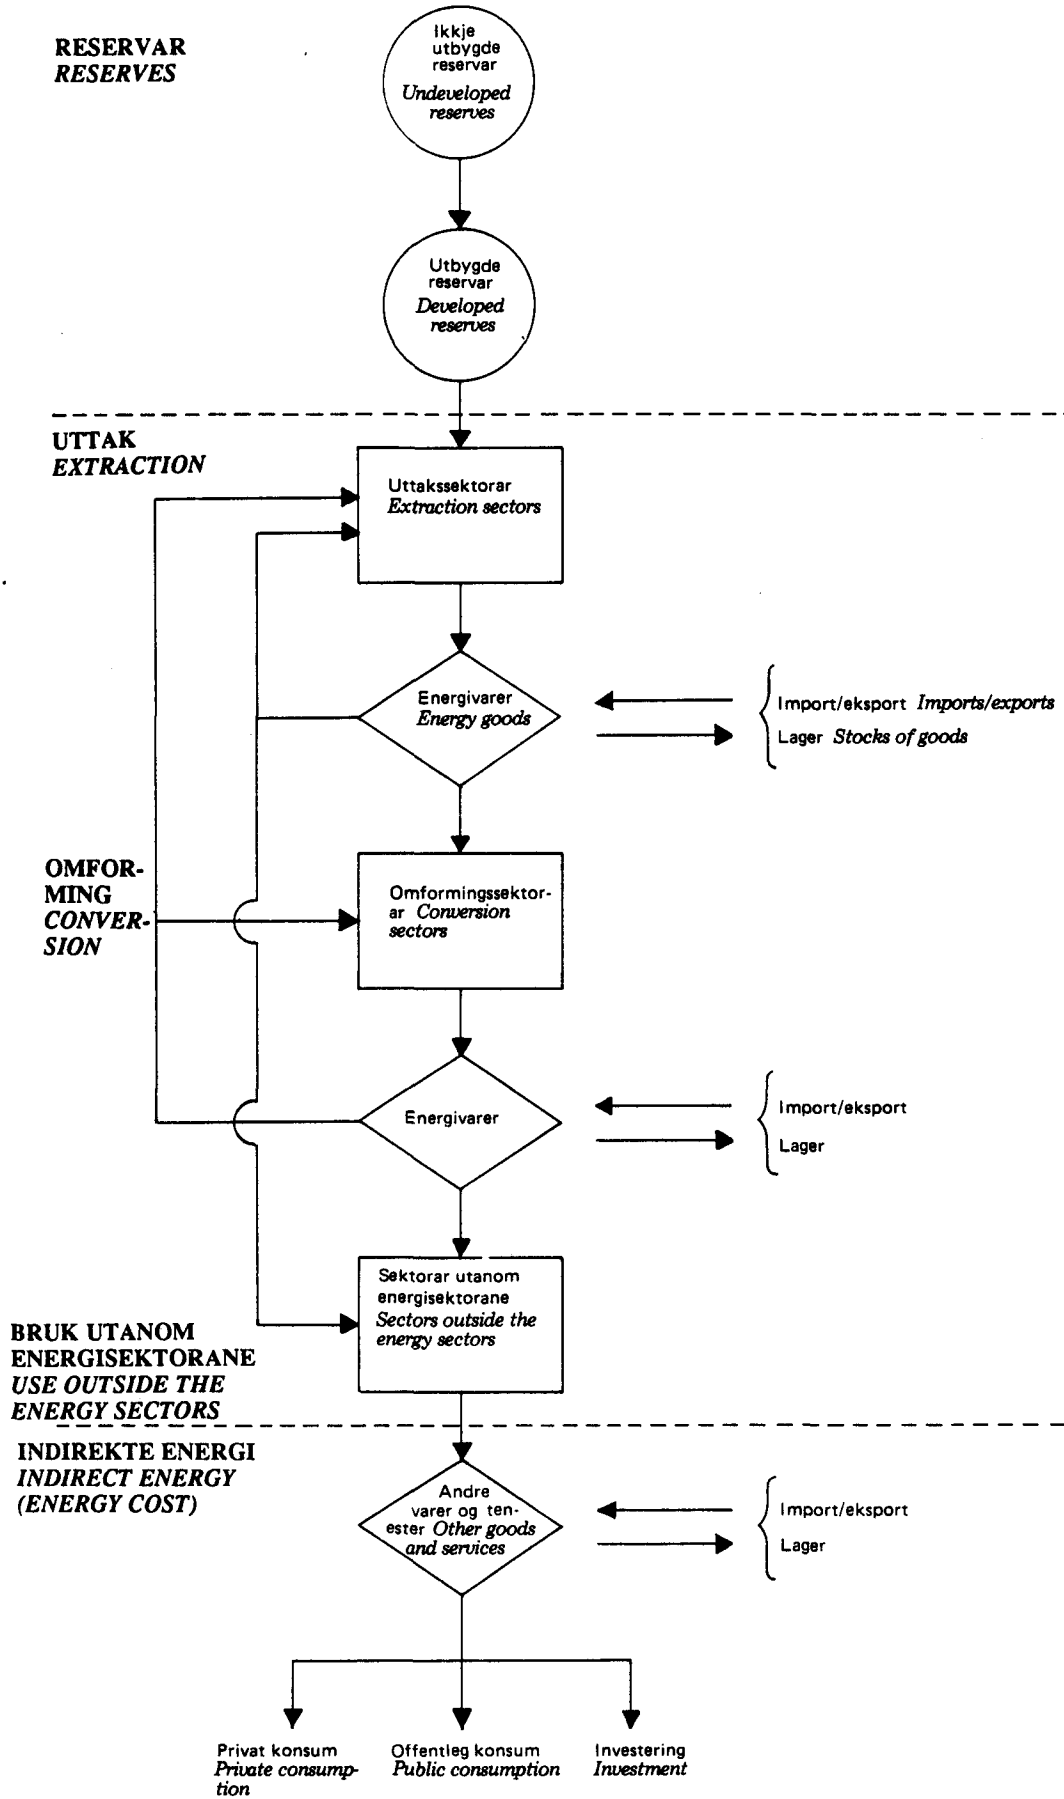 RESERVAR
RESERVES
Ikkje
utbygde
reservar
Undeveloped
reserves
Utbygde
reservar
Developed
reserves
UTTAK
EXTRACTION
Uttakssektorar
Extraction sectors
Energivarer
Energy goods
Import/eksport Imports/exports
Lager Stocks of goods
OMFOR-
MING
CONVER-
SION
Omformingssektor-
ar Conversion
sectors
Energivarer
Import/eksport
Lager
Sektorar utanom
energisektorane
Sectors outside the
energy sectors
BRUK UTANOM
ENERGISEKTORANE
USE OUTSIDE THE
ENERGY SECTORS
INDIREKTE ENERGI
INDIRECT ENERGY
(ENERGY COST)
Andre
varer og ten-
ester Other goods
and services
Import/eksport
Lager
Privat konsum
Private consump-
tion
Offentleg konsum
Public consumption
Investering
Investment